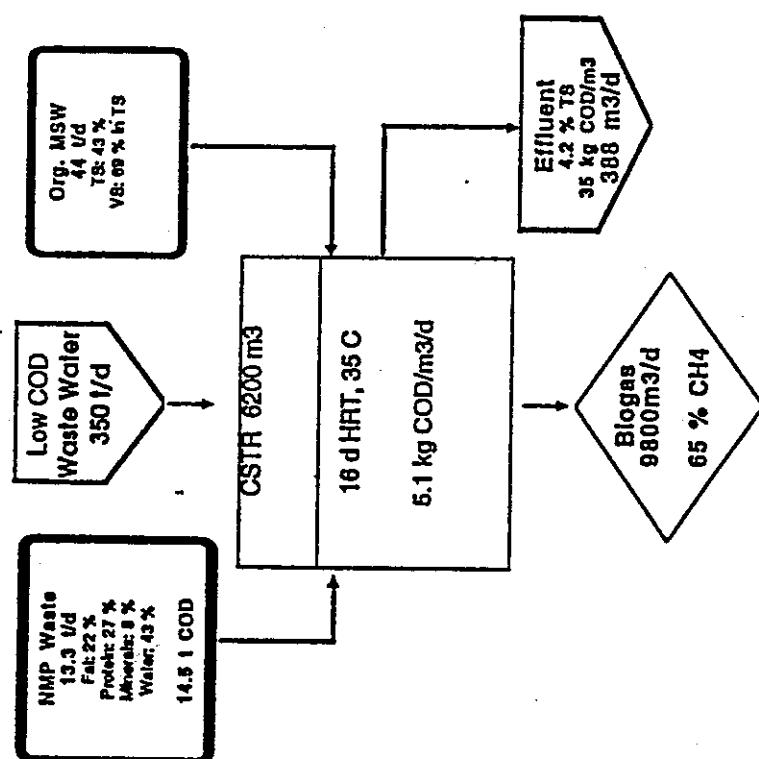 NMP Waste
13.3 t/d
Fat: 22 %
Protein: 27 %
Minerals: 8 %
Water: 43 %
14.5 t COD
Low COD
Waste Water
350 t/d
Org. MSW
44 t/d
TS: 43 %
VS: 69 % in TS
CSTR 6200 m3
16 d HRT, 35 C
5.1 kg COD/m3/d
Biogas
9800m3/d
65 % CH4
Effluent
4.2 % TS
35 kg COD/m3
388 m3/d